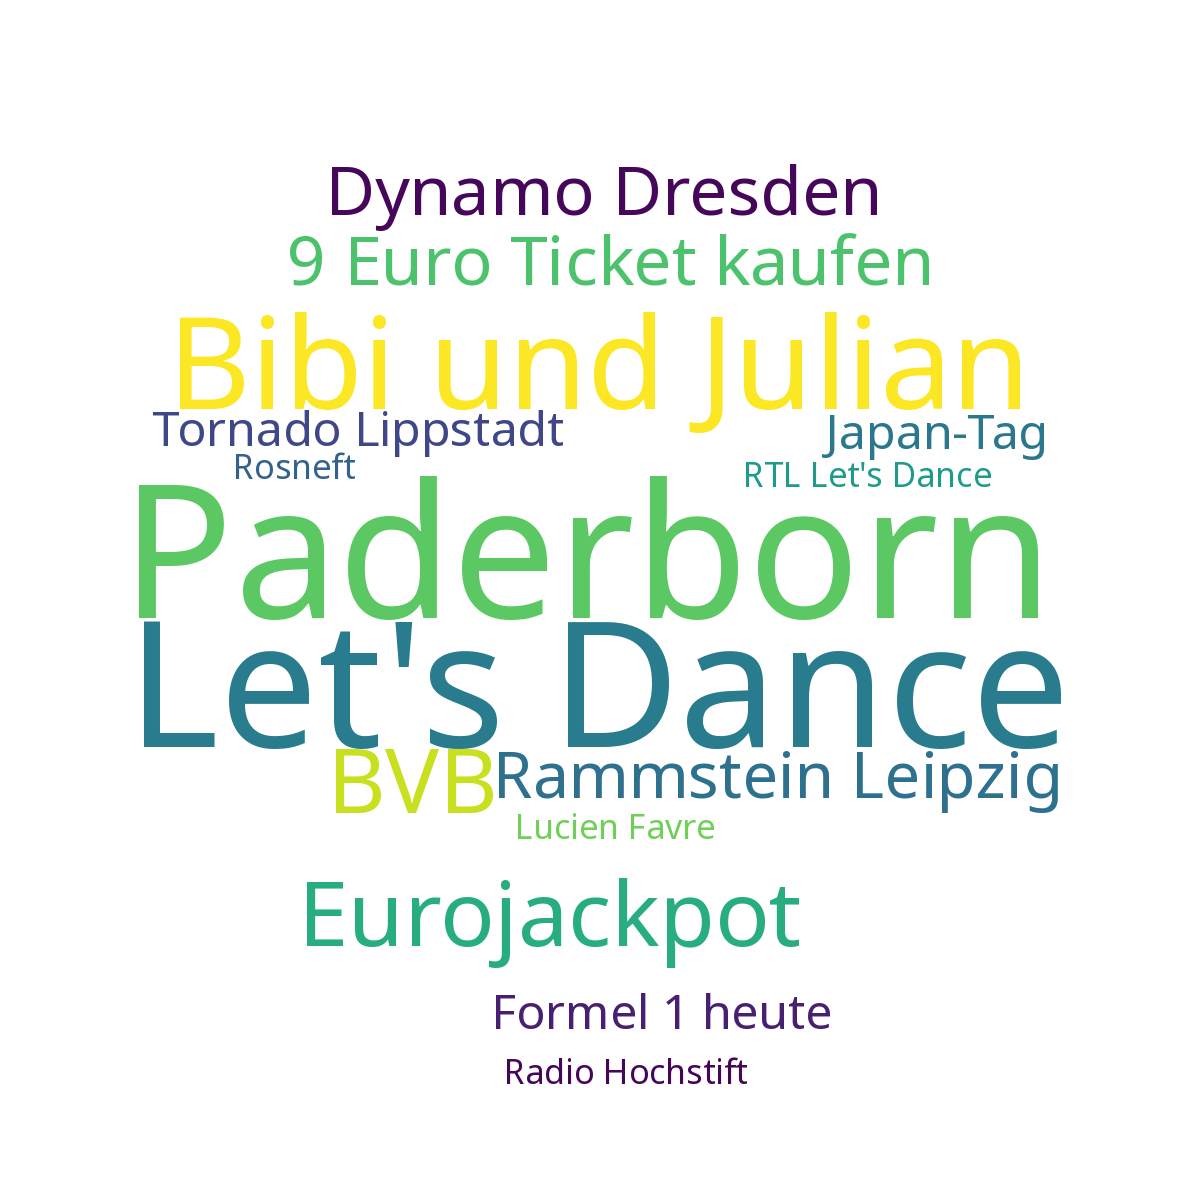 Dynamo Dresden
9 Euro Ticket kaufen
Bibi und Julian
Tornado Lippstadt
Japan-Tag
Rosneft
RTL Let's Dance
Paderborn
Let's Dance
BVB
Rammstein Leipzig
Lucien Favre
Eurojackpot
Formel 1 heute
Radio Hochstift